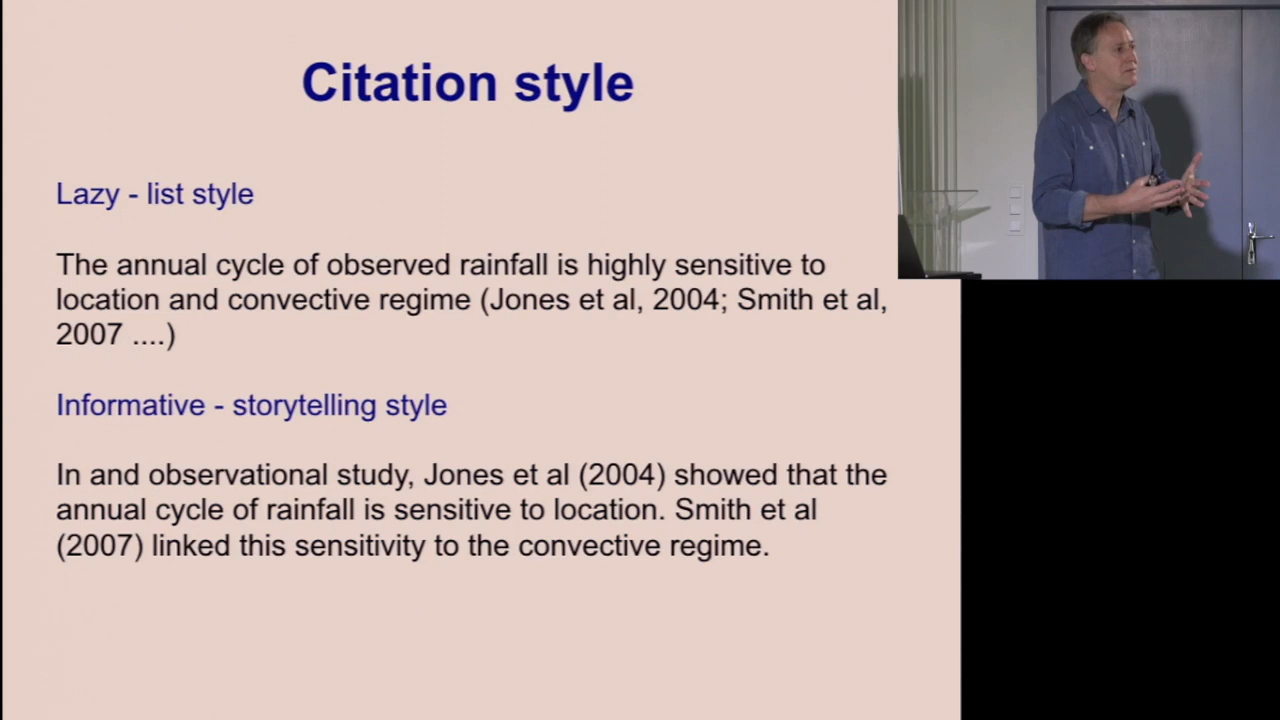 Citation style
Lazy - list style
The annual cycle of observed rainfall is highly sensitive to
location and convective regime (Jones et al, 2004; Smith et al,
2007 ....)
Informative - storytelling style
In and observational study, Jones et al (2004) showed that the
annual cycle of rainfall is sensitive to location. Smith et al
(2007) linked this sensitivity to the convective regime.